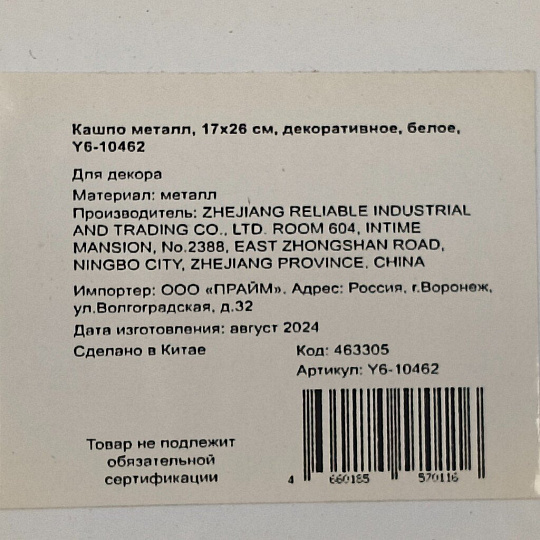 Кашпо металл, 17x26 см, декоративное, белое,
Y6-10462
Для декора
Материал: металл
Производитель: ZHEJIANG RELIABLE INDUSTRIAL
AND TRADING CO., LTD. ROOM 604, INTIME
MANSION, No.2388, EAST ZHONGSHAN ROAD,
NINGBO CITY, ZHEJIANG PROVINCE, CHINA
Импортер: ООО «ПРАЙМ». Адрес: Россия, г.Воронеж,
ул.Волгоградская, д.32
Дата изготовления: август 2024
Сделано в Китае
Код: 463305
Артикул: Y6-10462
Товар не подлежит
обязательной
сертификации
4 660185 570116